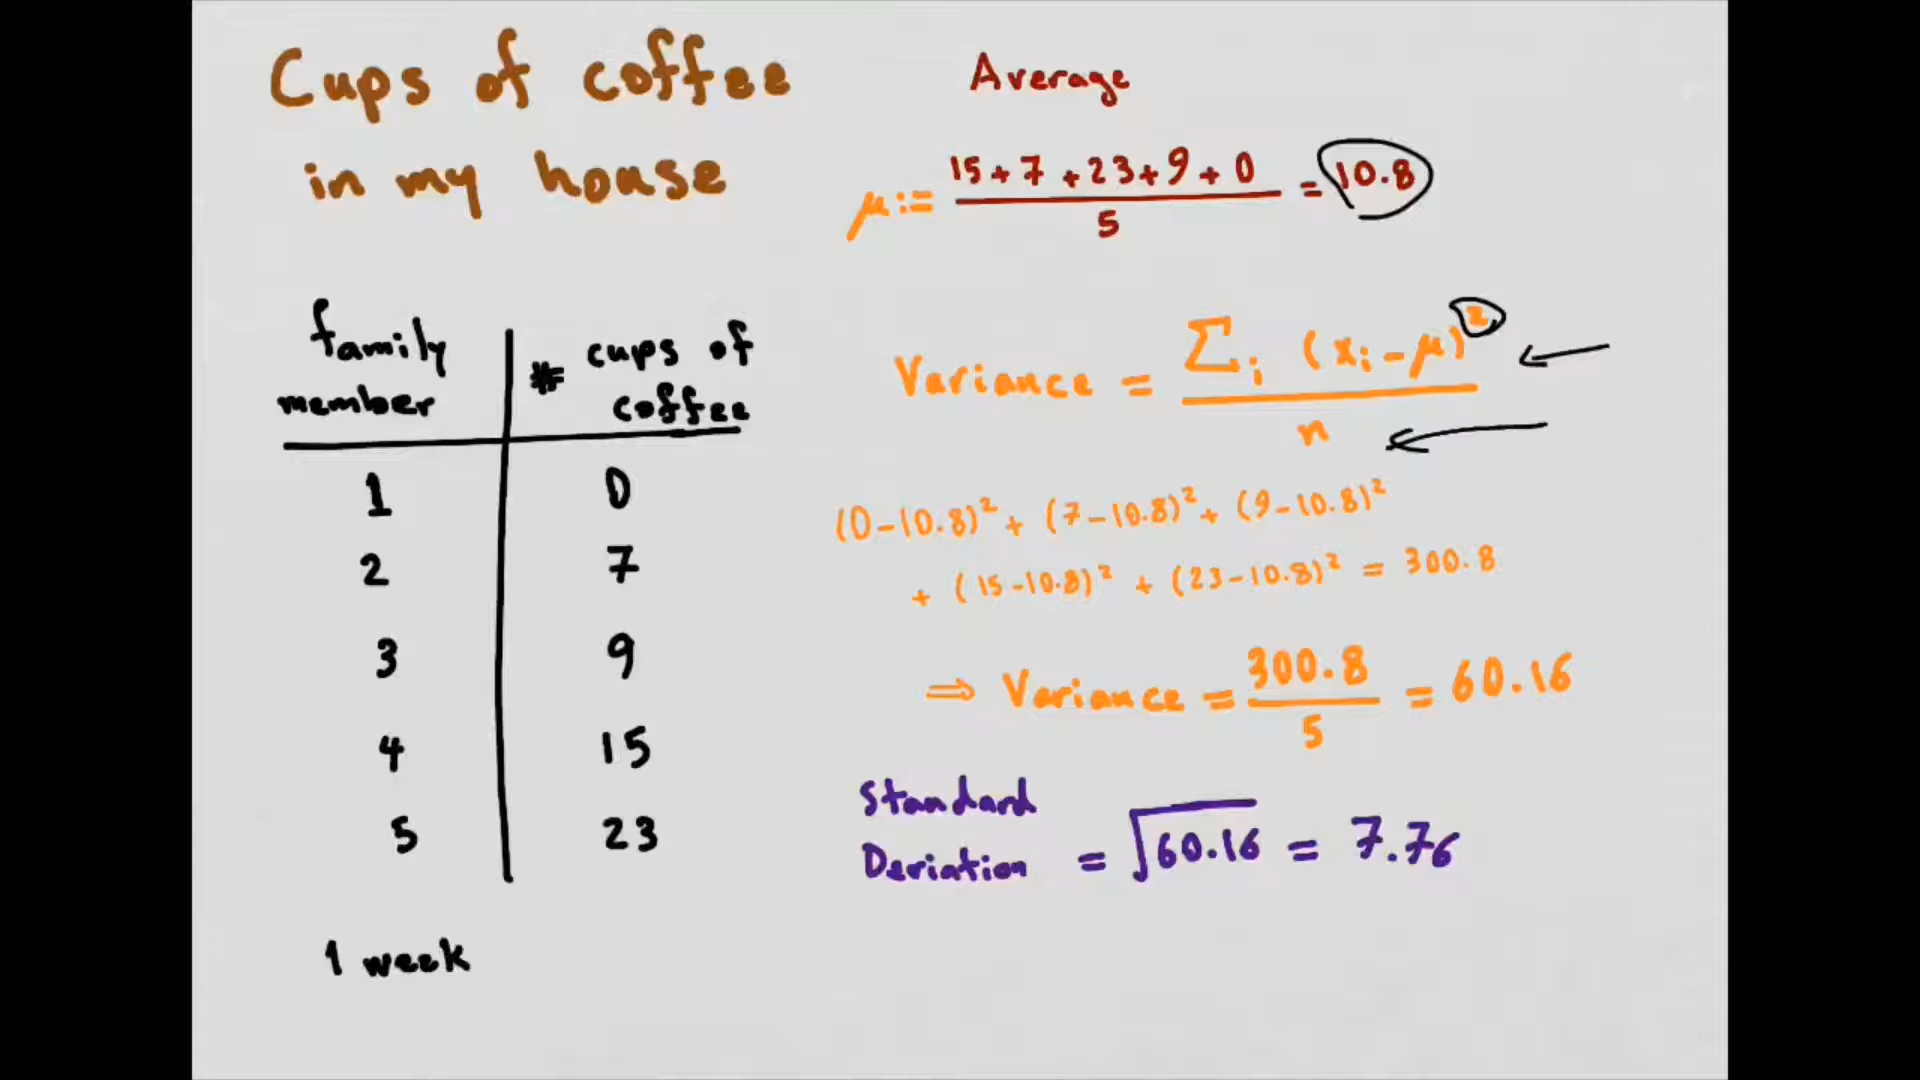 Cups of coffee
in my house
family member | # cups of coffee
1 | 0
2 | 7
3 | 9
4 | 15
5 | 23
1 week
Average
μ := (15+7+23+9+0)/5 = 10.8
Variance = Σᵢ (xᵢ-μ)²/n
(0-10.8)² + (7-10.8)² + (9-10.8)²
+ (15-10.8)² + (23-10.8)² = 300.8
⇒ Variance = 300.8/5 = 60.16
Standard
Deviation = √60.16 = 7.76